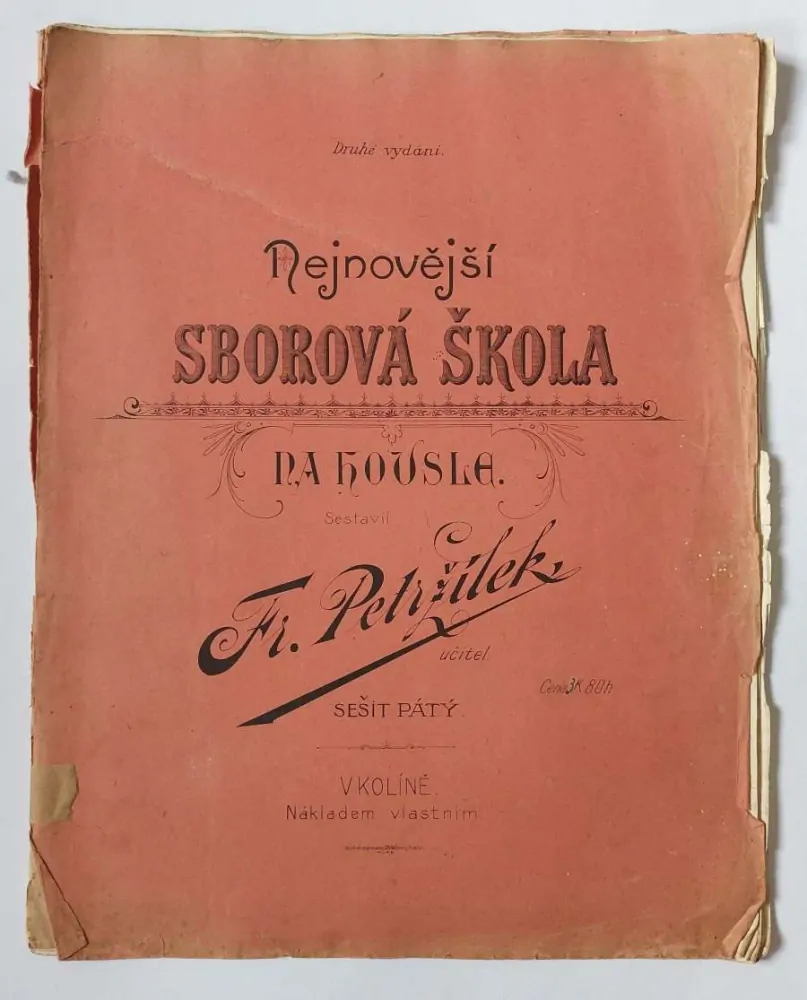 Druhé vydání.
Nejnovější
SBOROVÁ ŠKOLA
NA HOUSLE.
Sestavil
Fr. Petržílek,
učitel.
Cena 3K 80h
SEŠIT PÁTÝ.
V KOLÍNĚ.
Nákladem vlastním